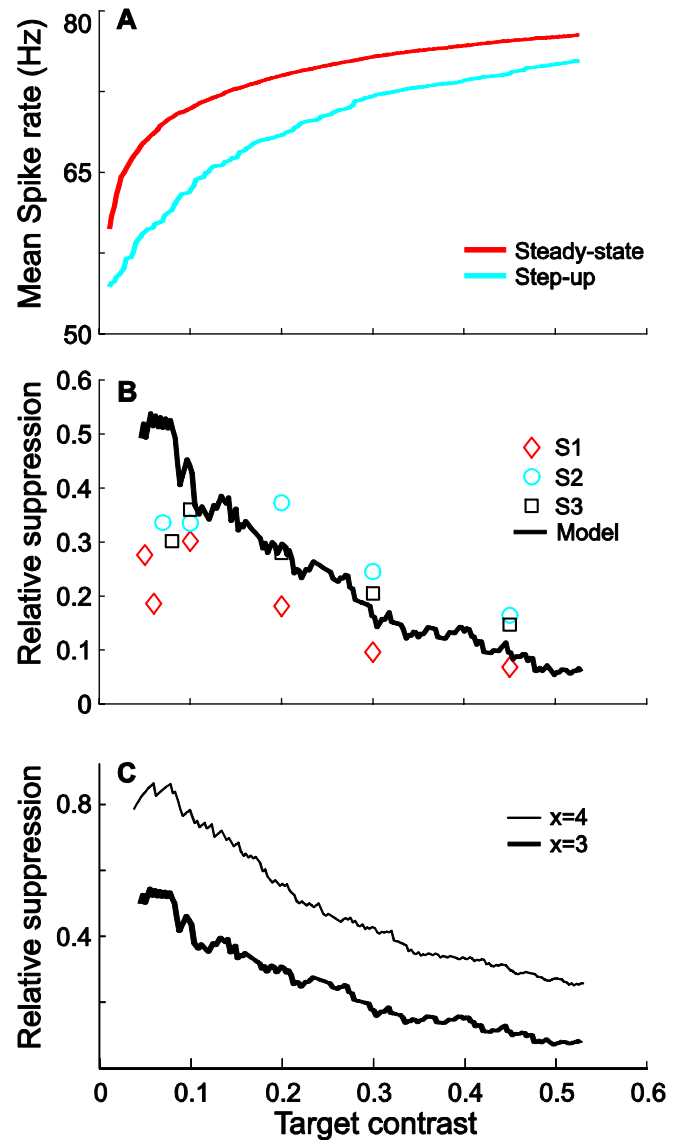 A
Mean Spike rate (Hz)
80
65
50
Steady-state
Step-up
B
Relative suppression
0.6
0.5
0.4
0.3
0.2
0.1
0
S1
S2
S3
Model
C
Relative suppression
0.8
0.4
x=4
x=3
0 0.1 0.2 0.3 0.4 0.5 0.6
Target contrast